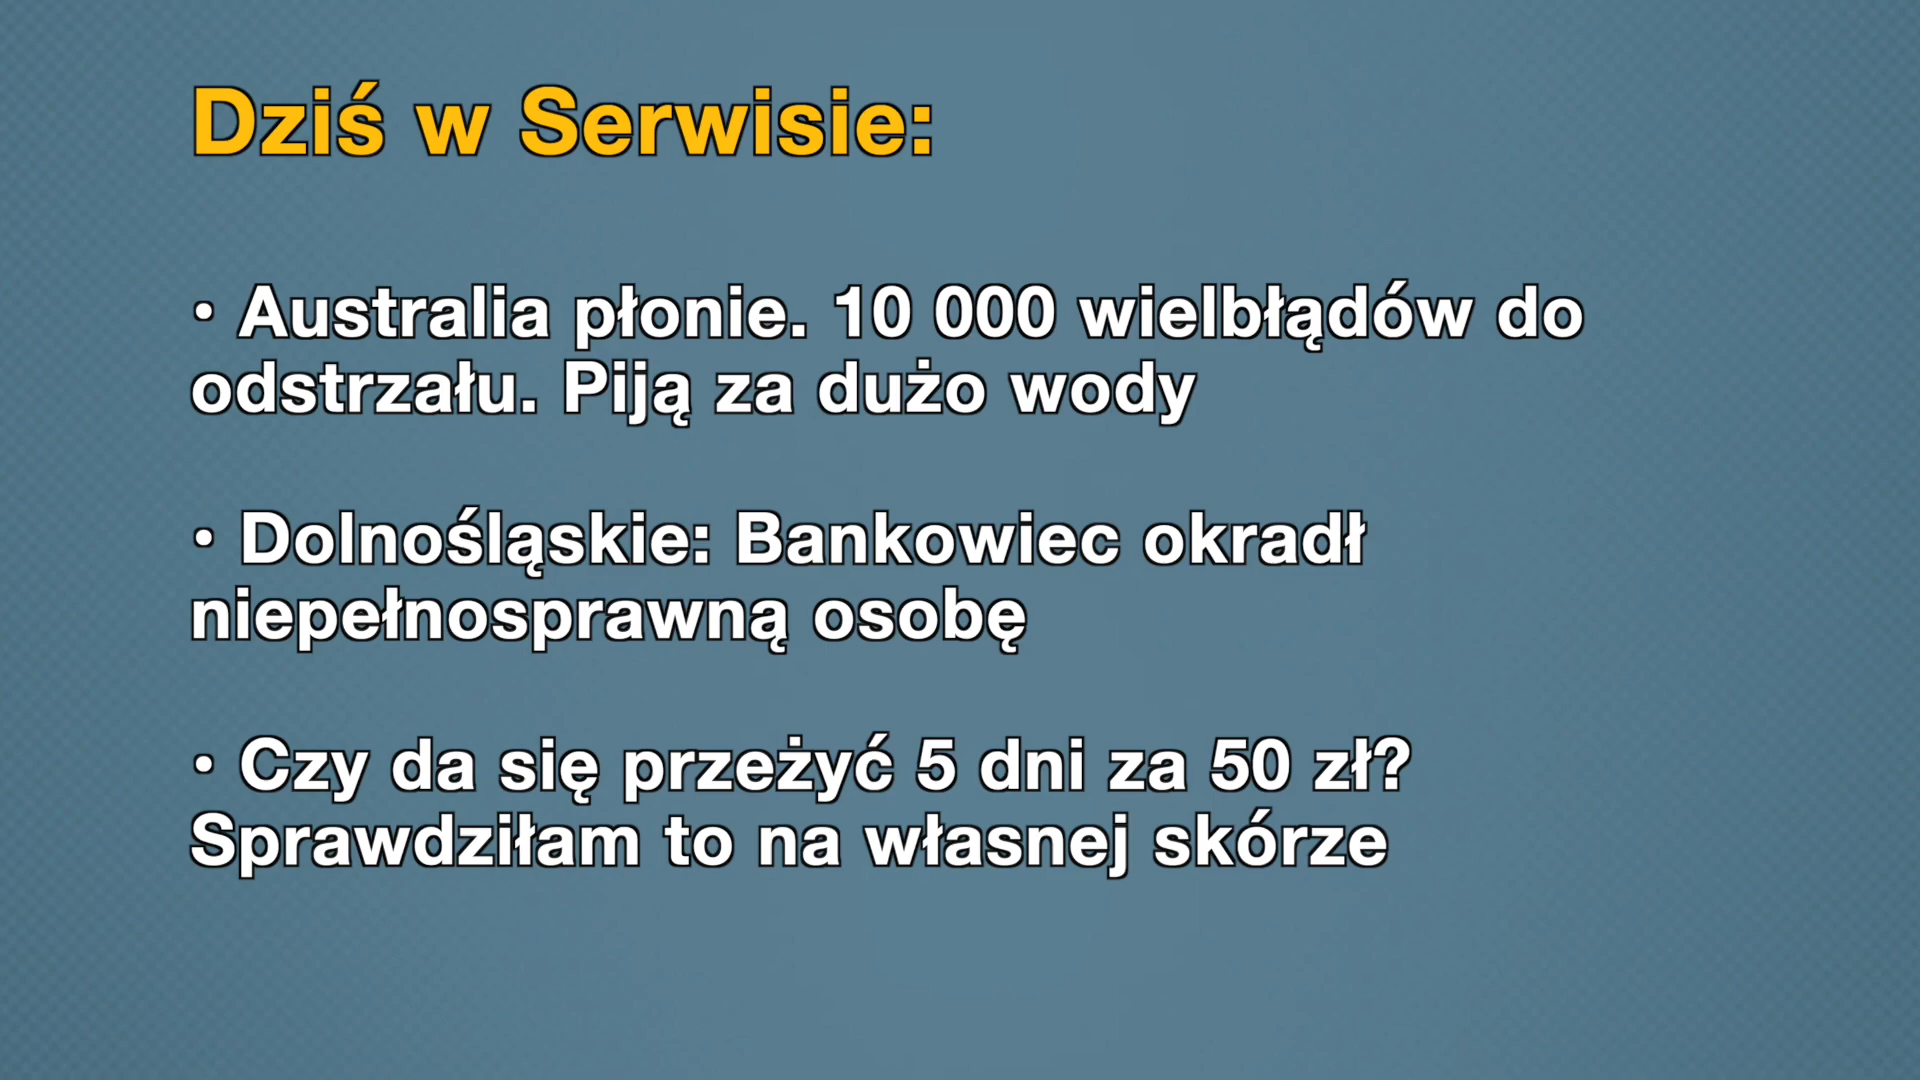 Dziś w Serwisie:
• Australia płonie. 10 000 wielbłądów do
odstrzału. Piją za dużo wody
• Dolnośląskie: Bankowiec okradł
niepełnosprawną osobę
• Czy da się przeżyć 5 dni za 50 zł?
Sprawdziłam to na własnej skórze